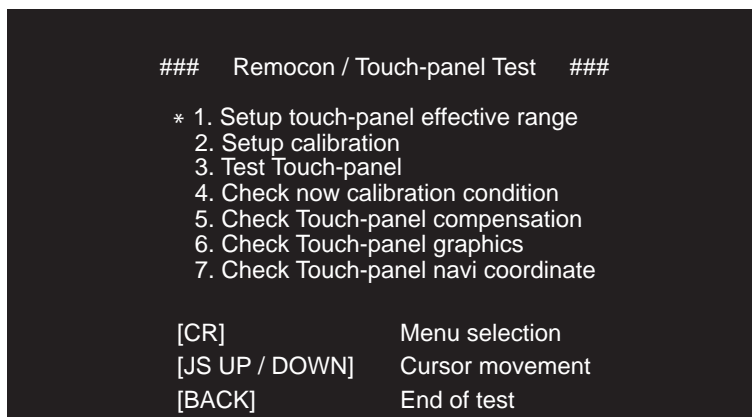 ### Remocon / Touch-panel Test ###
* 1. Setup touch-panel effective range
2. Setup calibration
3. Test Touch-panel
4. Check now calibration condition
5. Check Touch-panel compensation
6. Check Touch-panel graphics
7. Check Touch-panel navi coordinate
[CR] Menu selection
[JS UP / DOWN] Cursor movement
[BACK] End of test